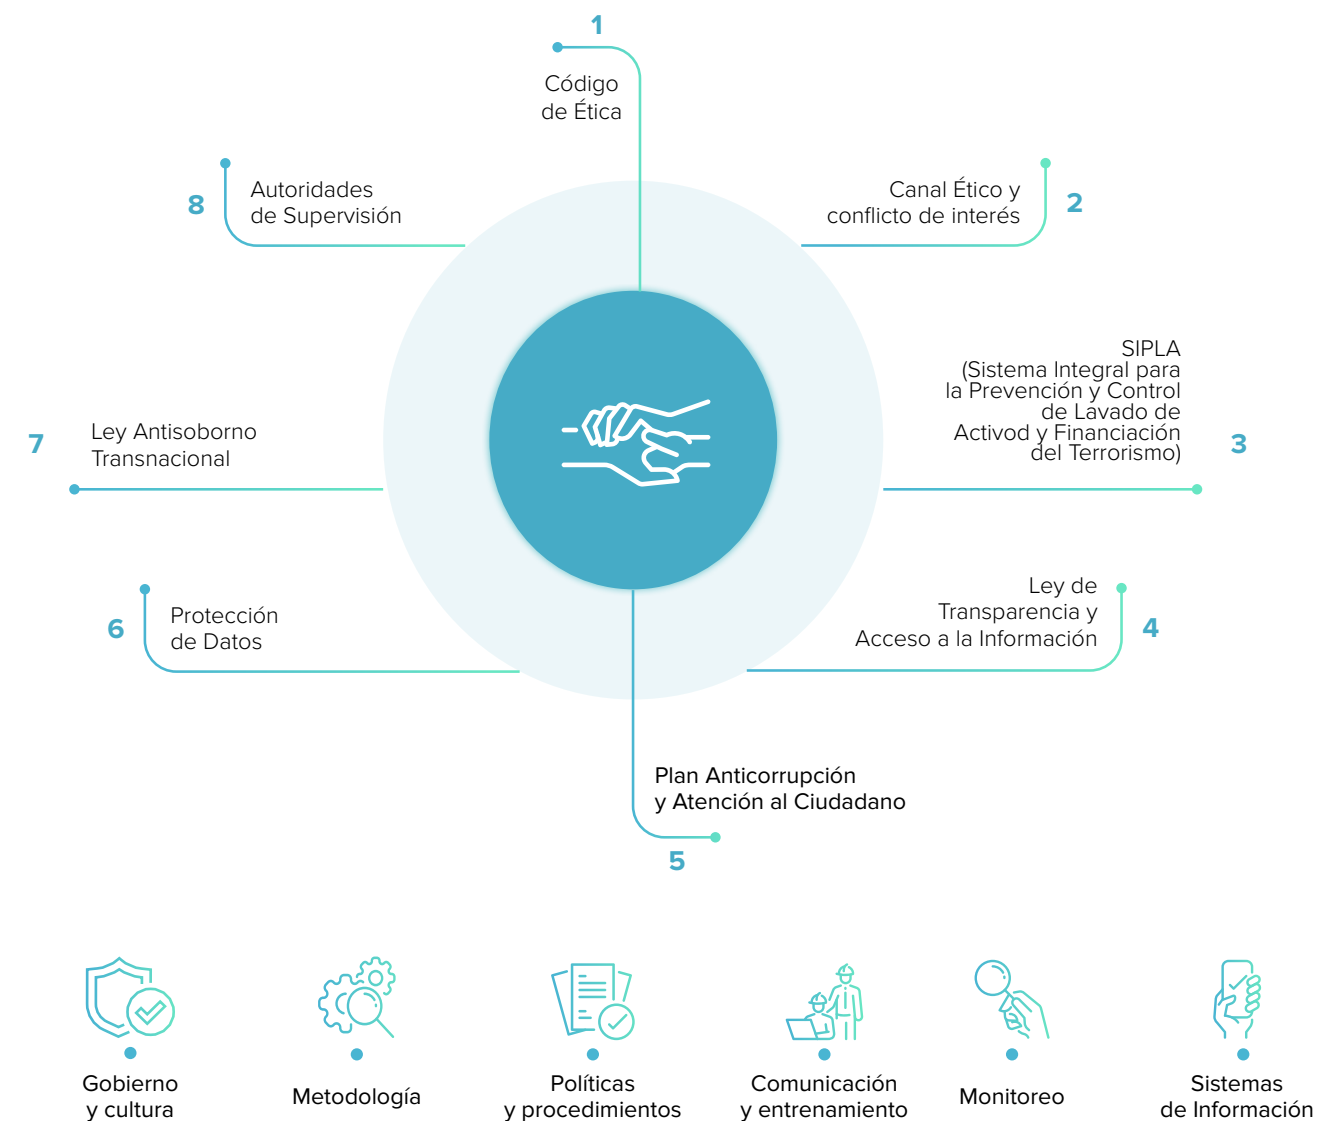 1
Código
de Ética
2
Canal Ético y
conflicto de interés
3
SIPLA
(Sistema Integral para
la Prevención y Control
de Lavado de
Activod y Financiación
del Terrorismo)
4
Ley de
Transparencia y
Acceso a la Información
5
Plan Anticorrupción
y Atención al Ciudadano
6
Protección
de Datos
7
Ley Antisoborno
Transnacional
8
Autoridades
de Supervisión
Gobierno
y cultura
Metodología
Políticas
y procedimientos
Comunicación
y entrenamiento
Monitoreo
Sistemas
de Información